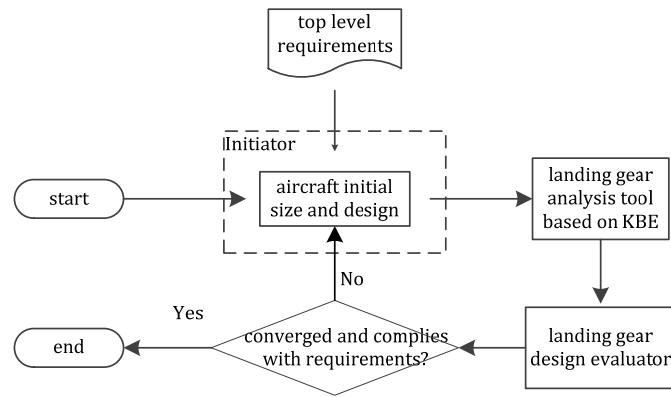 top level
requirements
Initiator
start
aircraft initial
size and design
landing gear
analysis tool
based on KBE
No
Yes
end
converged and complies
with requirements?
landing gear
design evaluator